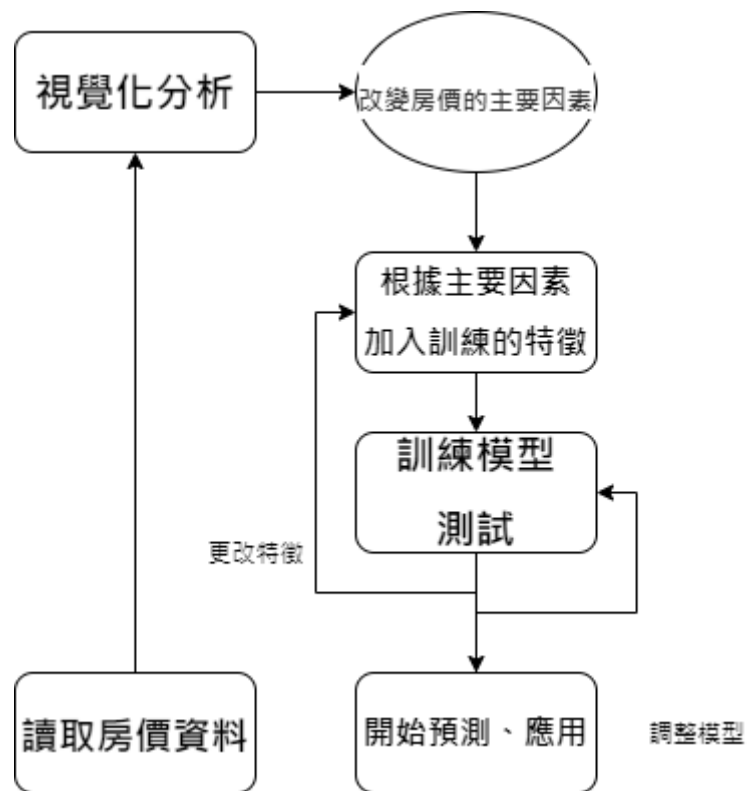 視覺化分析
改變房價的主要因素
根據主要因素
加入訓練的特徵
訓練模型
測試
更改特徵
讀取房價資料
開始預測、應用
調整模型